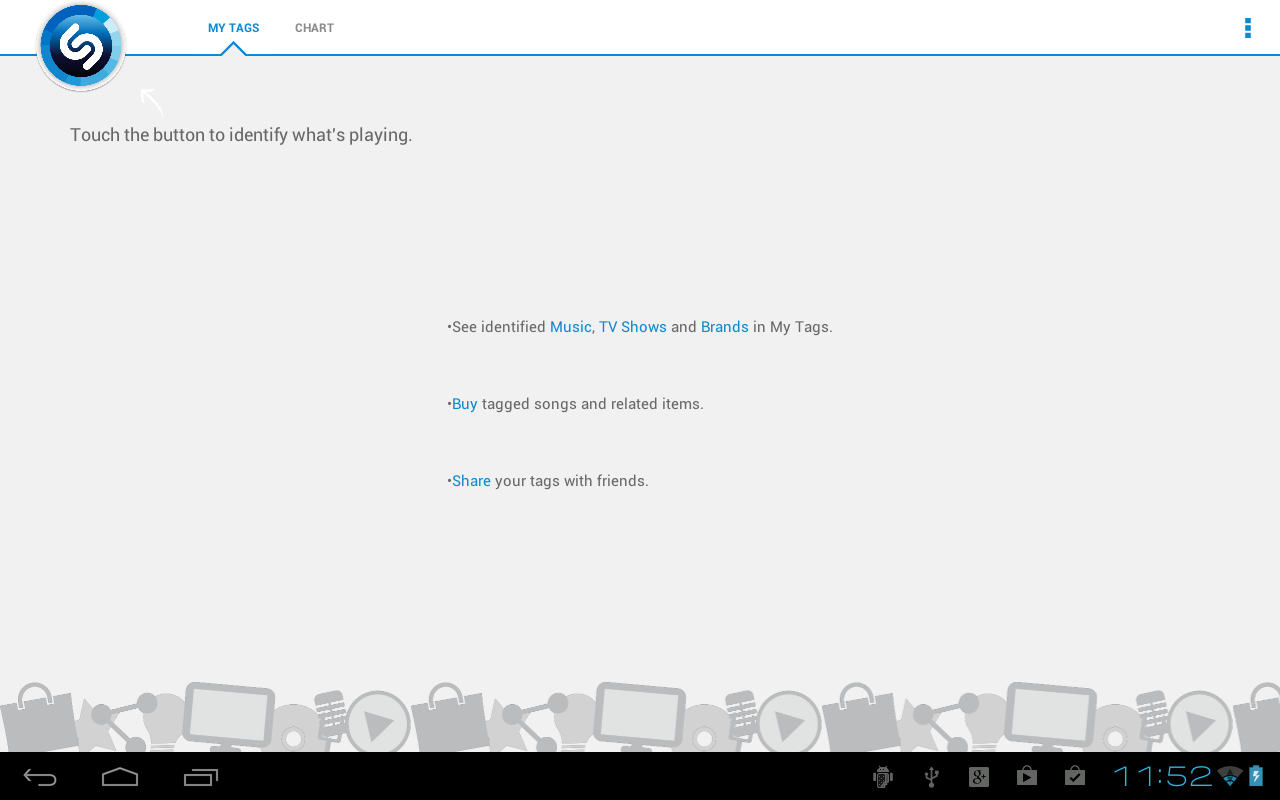 MY TAGS
CHART
Touch the button to identify what's playing.
•See identified Music, TV Shows and Brands in My Tags.
•Buy tagged songs and related items.
•Share your tags with friends.
11:52